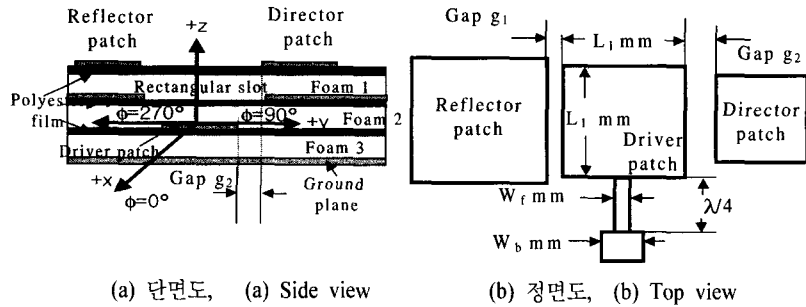 Reflector
patch
+z
Director
patch
Rectangular slot
Foam 1
Polyester
film
ϕ=270°
ϕ=90°
+y
Foam 2
Driver patch
Foam 3
+x
ϕ=0°
Gap g₂
Ground
plane
(a) 단면도, (a) Side view
Gap g₁
L₁ mm
Gap g₂
Reflector
patch
L₁ mm
Driver
patch
Director
patch
W_f mm
λ/4
W_b mm
(b) 정면도, (b) Top view